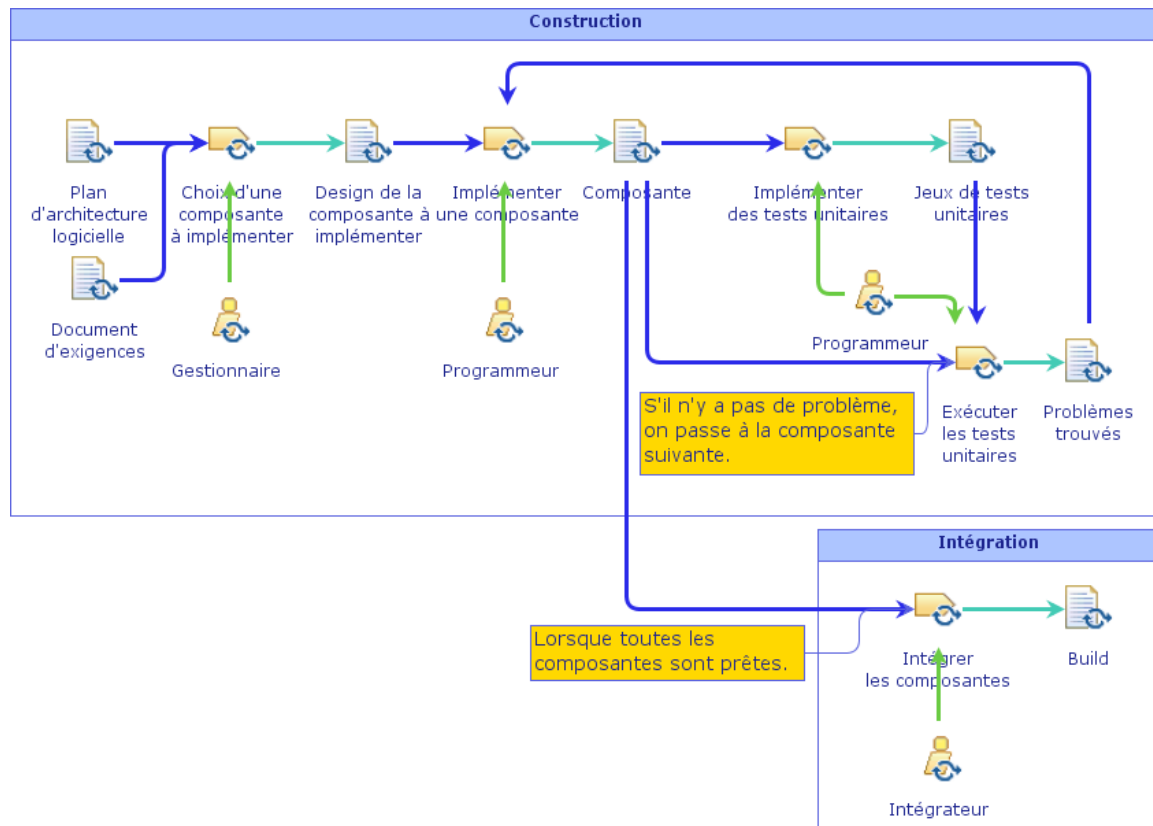 Construction
Plan
d'architecture
logicielle
Choix d'une
composante
à implémenter
Design de la
composante à
implémenter
Implémenter
une composante
Composante
Implémenter
des tests unitaires
Jeux de tests
unitaires
Document
d'exigences
Gestionnaire
Programmeur
Programmeur
S'il n'y a pas de problème,
on passe à la composante
suivante.
Exécuter
les tests
unitaires
Problèmes
trouvés
Intégration
Lorsque toutes les
composantes sont prêtes.
Intégrer
les composantes
Build
Intégrateur